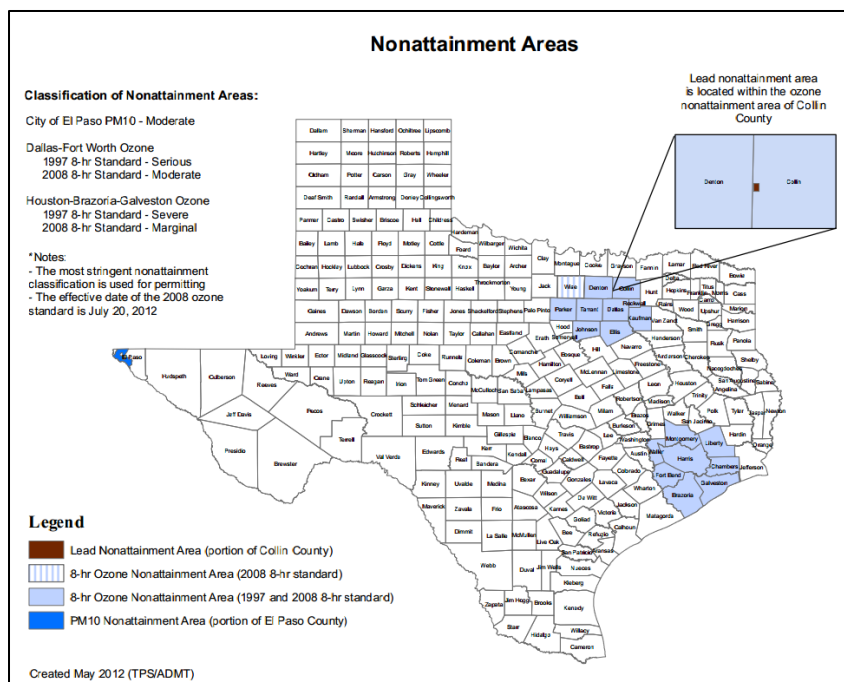 Nonattainment Areas
Lead nonattainment area
is located within the ozone
nonattainment area of Collin
County
Classification of Nonattainment Areas:
City of El Paso PM10 - Moderate
Dallas-Fort Worth Ozone
1997 8-hr Standard - Serious
2008 8-hr Standard - Moderate
Houston-Brazoria-Galveston Ozone
1997 8-hr Standard - Severe
2008 8-hr Standard - Marginal
*Notes:
- The most stringent nonattainment
classification is used for permitting
- The effective date of the 2008 ozone
standard is July 20, 2012
Denton Collin
Dallam Sherman Hansford Ochiltree Lipscomb
Hartley Moore Hutchinson Roberts Hemphill
Oldham Potter Carson Gray Wheeler
Deaf Smith Randall Armstrong Donley Collingsworth
Parmer Castro Swisher Briscoe Hall Childress
Hardeman
Bailey Lamb Hale Floyd Motley Cottle Foard Wilbarger Wichita Clay Montague Cooke Grayson Fannin Lamar Red River Bowie
Cochran Hockley Lubbock Crosby Dickens King Knox Baylor Archer Jack Wise Denton Collin Hunt Delta Hopkins Franklin Titus Morris Cass
Yoakum Terry Lynn Garza Kent Stonewell Haskell Throckmorton Young Parker Tarrant Dallas Rockwall Rains Wood Camp Upshur Marion
Gaines Dawson Borden Scurry Fisher Jones Shackelford Stephens Palo Pinto Hood Johnson Ellis Kaufman Van Zandt Smith Gregg Harrison
Andrews Martin Howard Mitchell Nolan Taylor Callahan Eastland Erath Somervell Hill Navarro Henderson Rusk Panola
El Paso Hudspeth Culberson Reeves Loving Winkler Ector Midland Glasscock Sterling Coke Runnels Coleman Brown Comanche Bosque Freestone Anderson Cherokee Shelby
Ward Crane Upton Reagan Irion Tom Green Concho Mills Hamilton McLennan Limestone Nacogdoches San Augustine Sabine
Jeff Davis Pecos Crockett Schleicher Menard McCulloch San Saba Lampasas Coryell Falls Leon Houston Angelina
Bell Robertson Madison Trinity
Presidio Brewster Terrell Sutton Kimble Mason Llano Burnet Williamson Milam Brazos Grimes Walker San Jacinto Polk Tyler Jasper Newton
Val Verde Edwards Gillespie Blanco Travis Lee Burleson Washington Montgomery Liberty Hardin Orange
Real Kerr Kendall Hays Bastrop Fayette Austin Waller Harris Chambers Jefferson
Bandera Caldwell Colorado Fort Bend Galveston
Kinney Uvalde Medina Bexar Guadalupe Gonzales Lavaca Wharton Brazoria
Maverick Zavala Frio Atascosa Wilson Karnes De Witt Jackson Matagorda
Dimmit La Salle McMullen Live Oak Bee Goliad Victoria Calhoun
Refugio
San Patricio Aransas
Webb Duval Jim Wells Nueces
Kleberg
Zapata Jim Hogg Brooks Kenedy
Starr Hidalgo Willacy
Cameron
Legend
Lead Nonattainment Area (portion of Collin County)
8-hr Ozone Nonattainment Area (2008 8-hr standard)
8-hr Ozone Nonattainment Area (1997 and 2008 8-hr standard)
PM10 Nonattainment Area (portion of El Paso County)
Created May 2012 (TPS/ADMT)